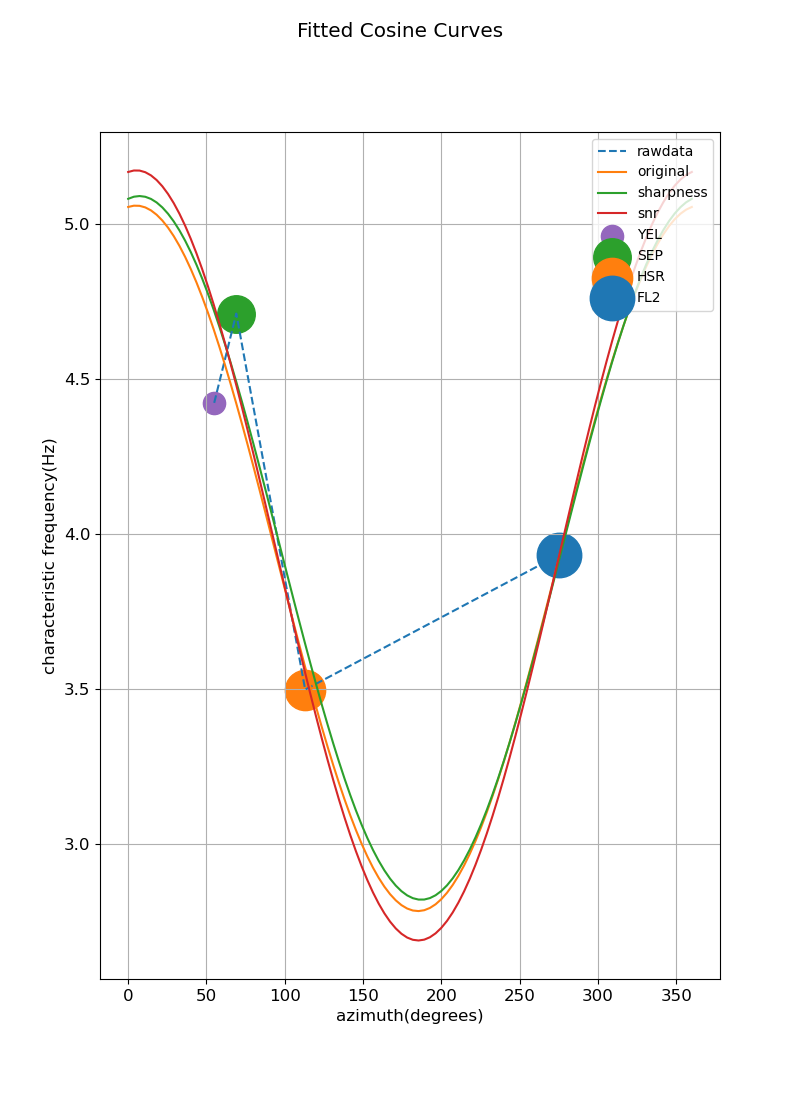 Fitted Cosine Curves
rawdata
original
sharpness
snr
YEL
SEP
HSR
FL2
characteristic frequency(Hz)
5.0
4.5
4.0
3.5
3.0
0 50 100 150 200 250 300 350
azimuth(degrees)